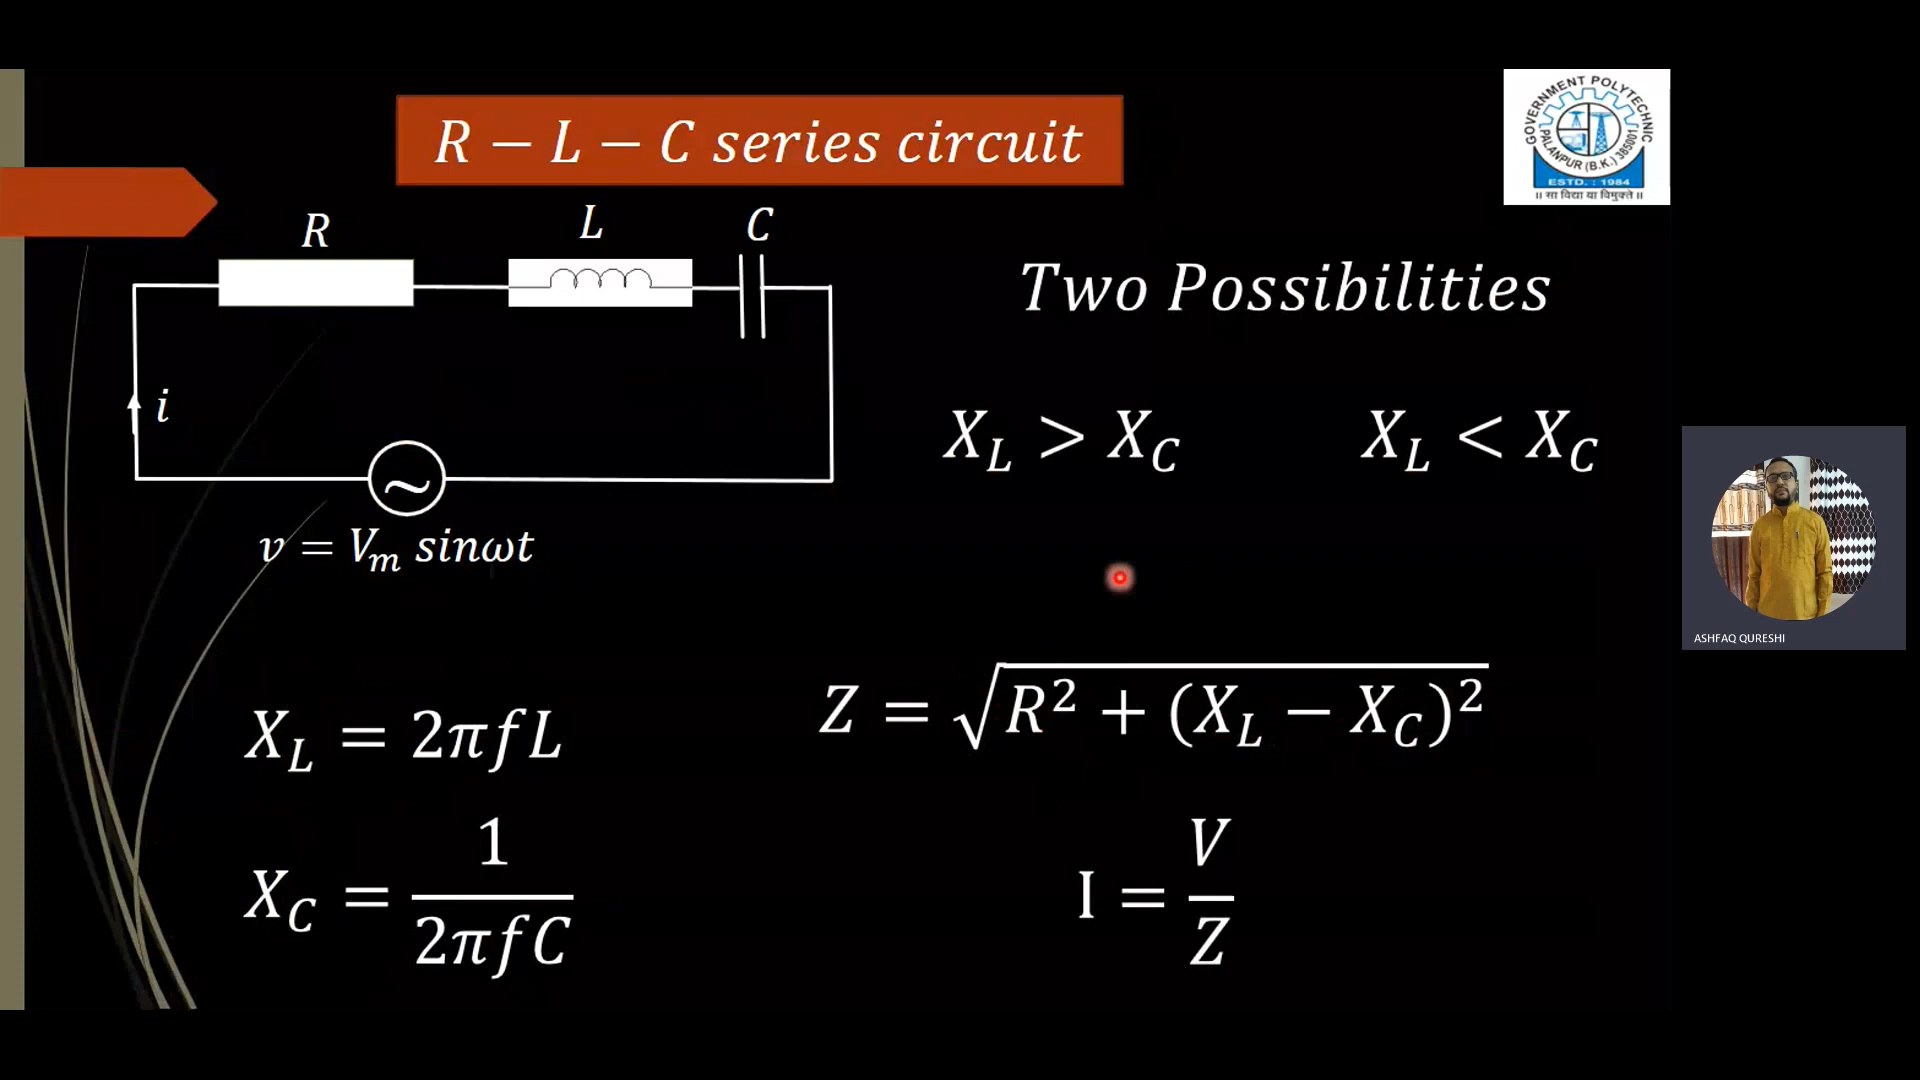 R − L − C series circuit
GOVERNMENT POLYTECHNIC
PALANPUR (B.K.) 385001
ESTD. : 1984
॥ सा विद्या या विमुक्ते ॥
R
L
C
i
v = Vₘ sinωt
Two Possibilities
X_L > X_C
X_L < X_C
ASHFAQ QURESHI
X_L = 2πfL
Z = √(R² + (X_L − X_C)²)
X_C = 1/(2πfC)
I = V/Z